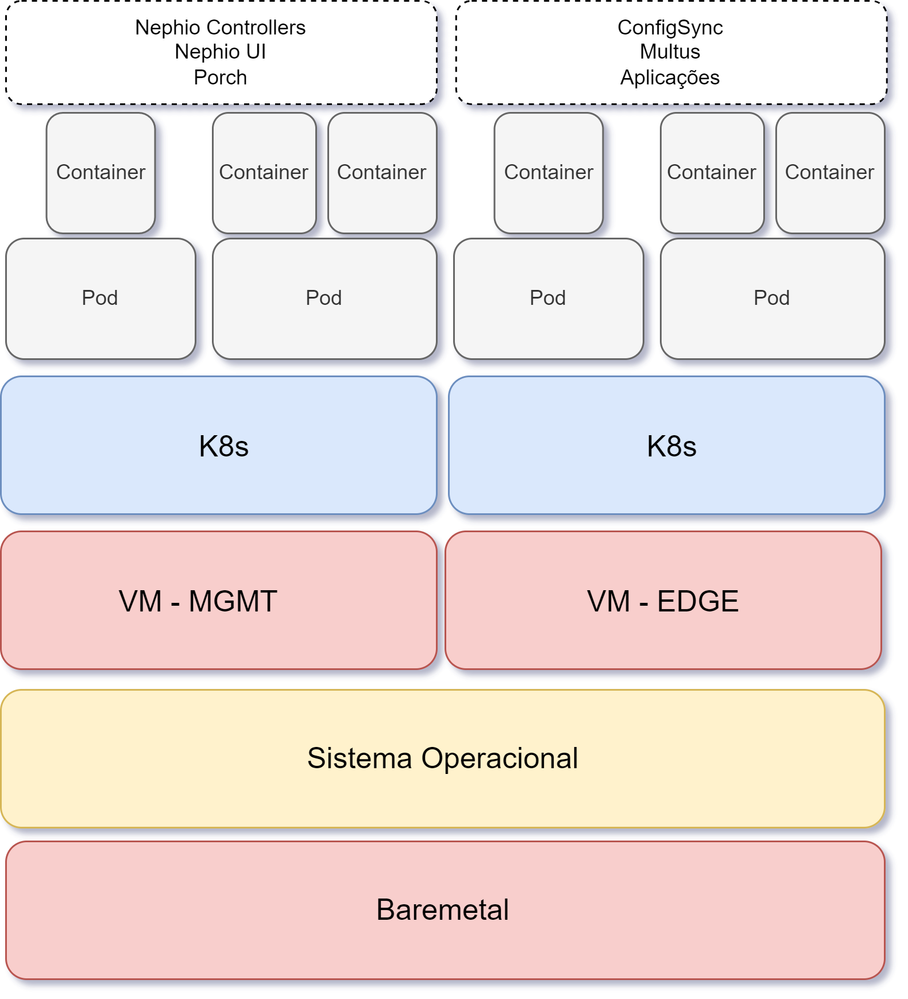 Nephio Controllers
Nephio UI
Porch
ConfigSync
Multus
Aplicações
Container
Container
Container
Container
Container
Container
Pod
Pod
Pod
Pod
K8s
K8s
VM - MGMT
VM - EDGE
Sistema Operacional
Baremetal